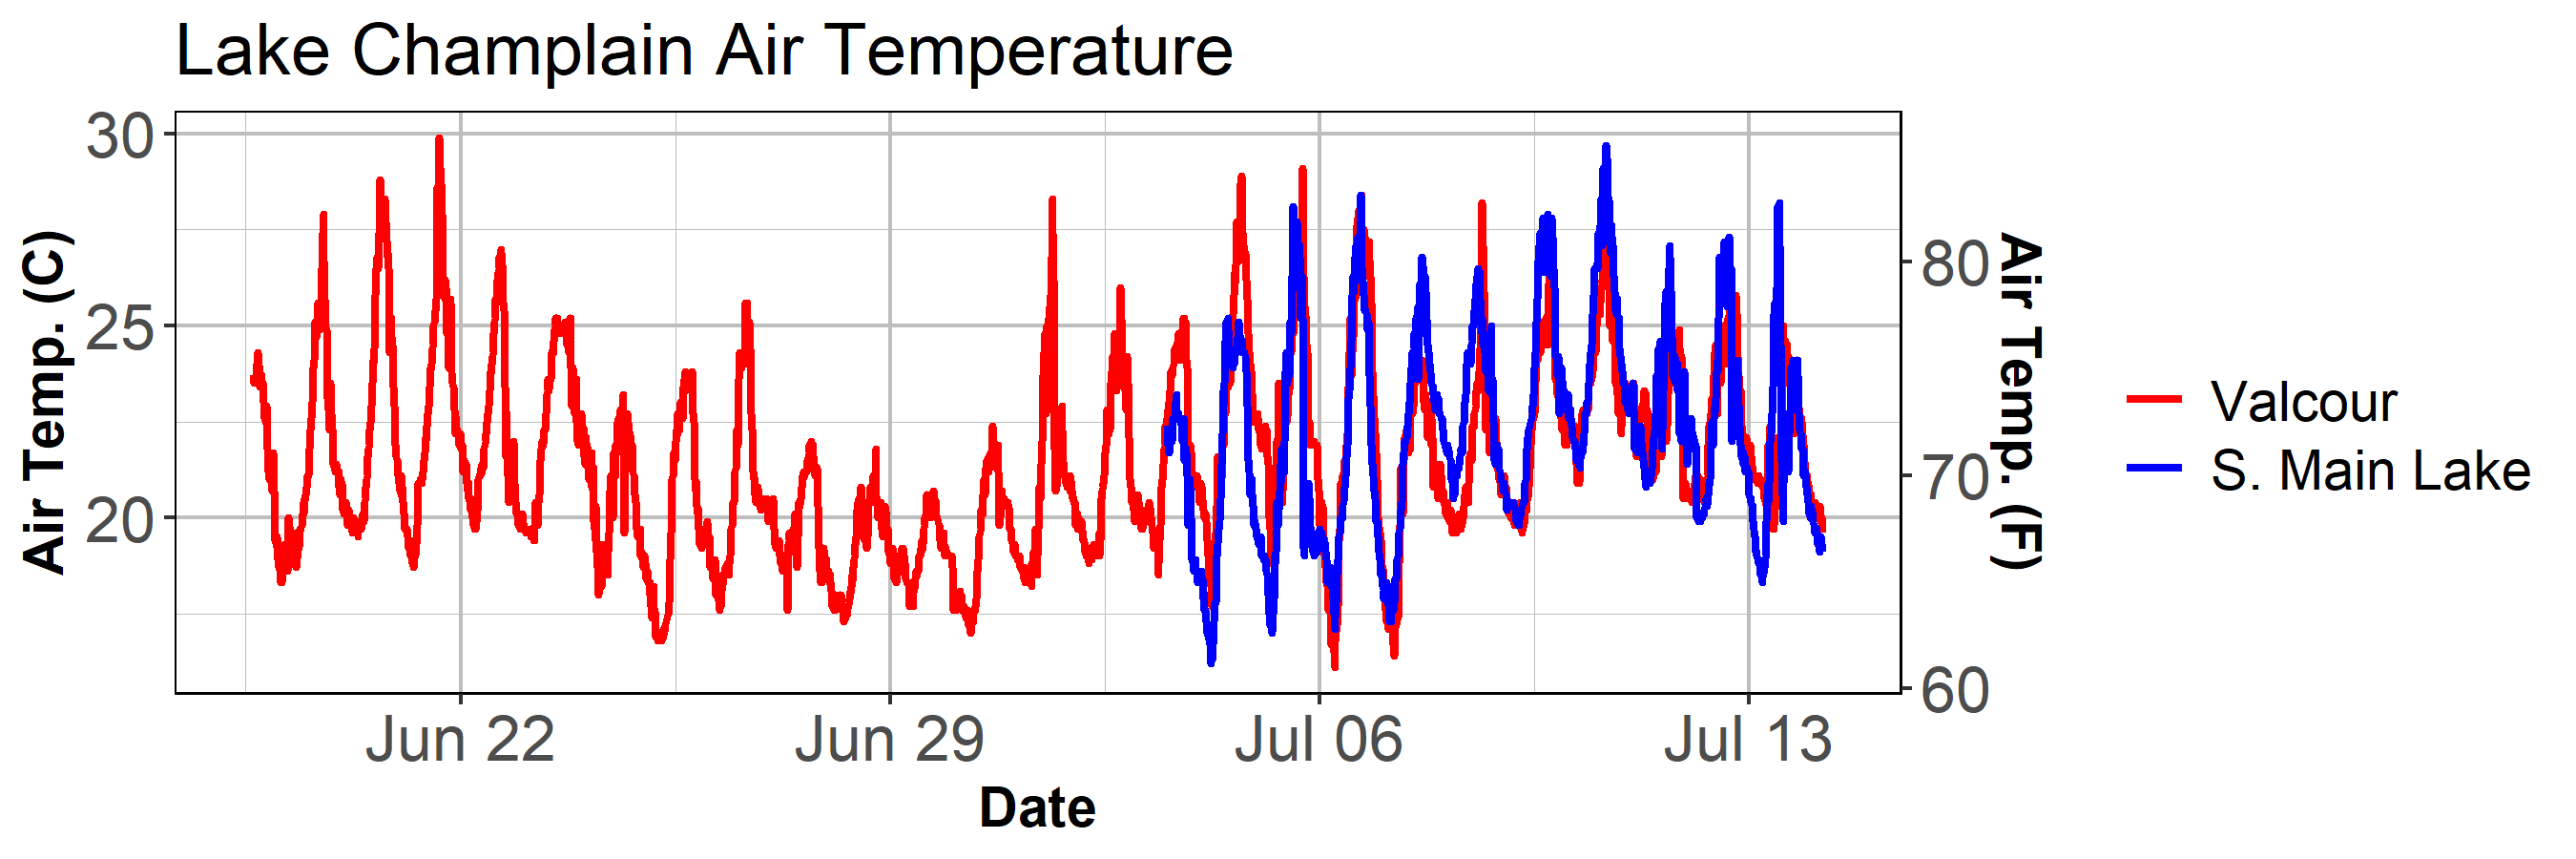 Lake Champlain Air Temperature
Air Temp. (C)
30
25
20
Air Temp. (F)
80
70
60
Jun 22
Jun 29
Jul 06
Jul 13
Date
Valcour
S. Main Lake